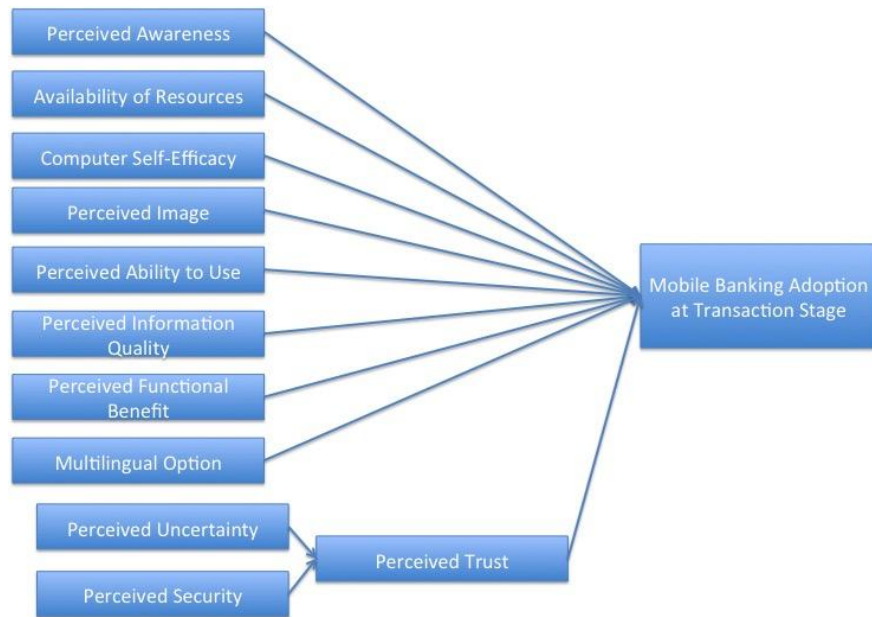 Perceived Awareness
Availability of Resources
Computer Self-Efficacy
Perceived Image
Perceived Ability to Use
Perceived Information
Quality
Perceived Functional
Benefit
Multilingual Option
Perceived Uncertainty
Perceived Security
Perceived Trust
Mobile Banking Adoption
at Transaction Stage